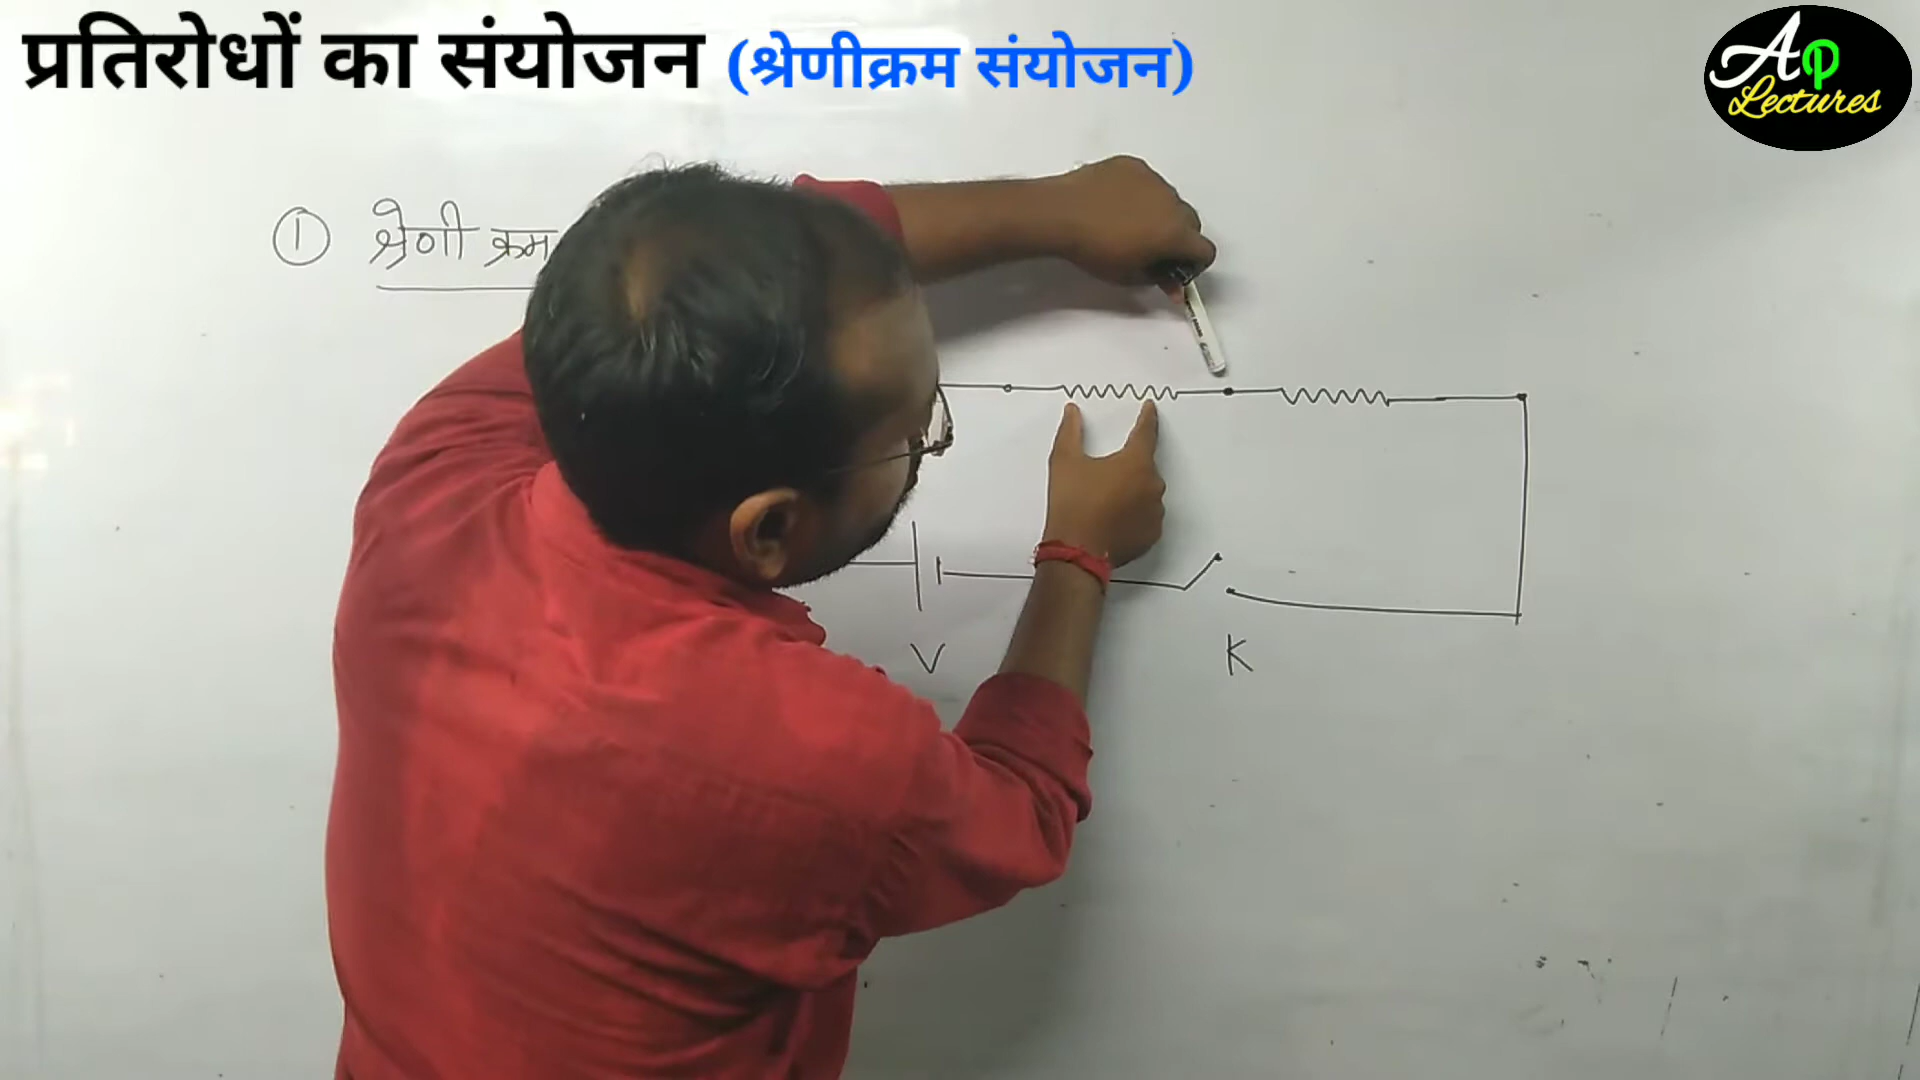 प्रतिरोधों का संयोजन (श्रेणीक्रम संयोजन)
Ap
Lectures
① श्रेणी क्रम
V
K